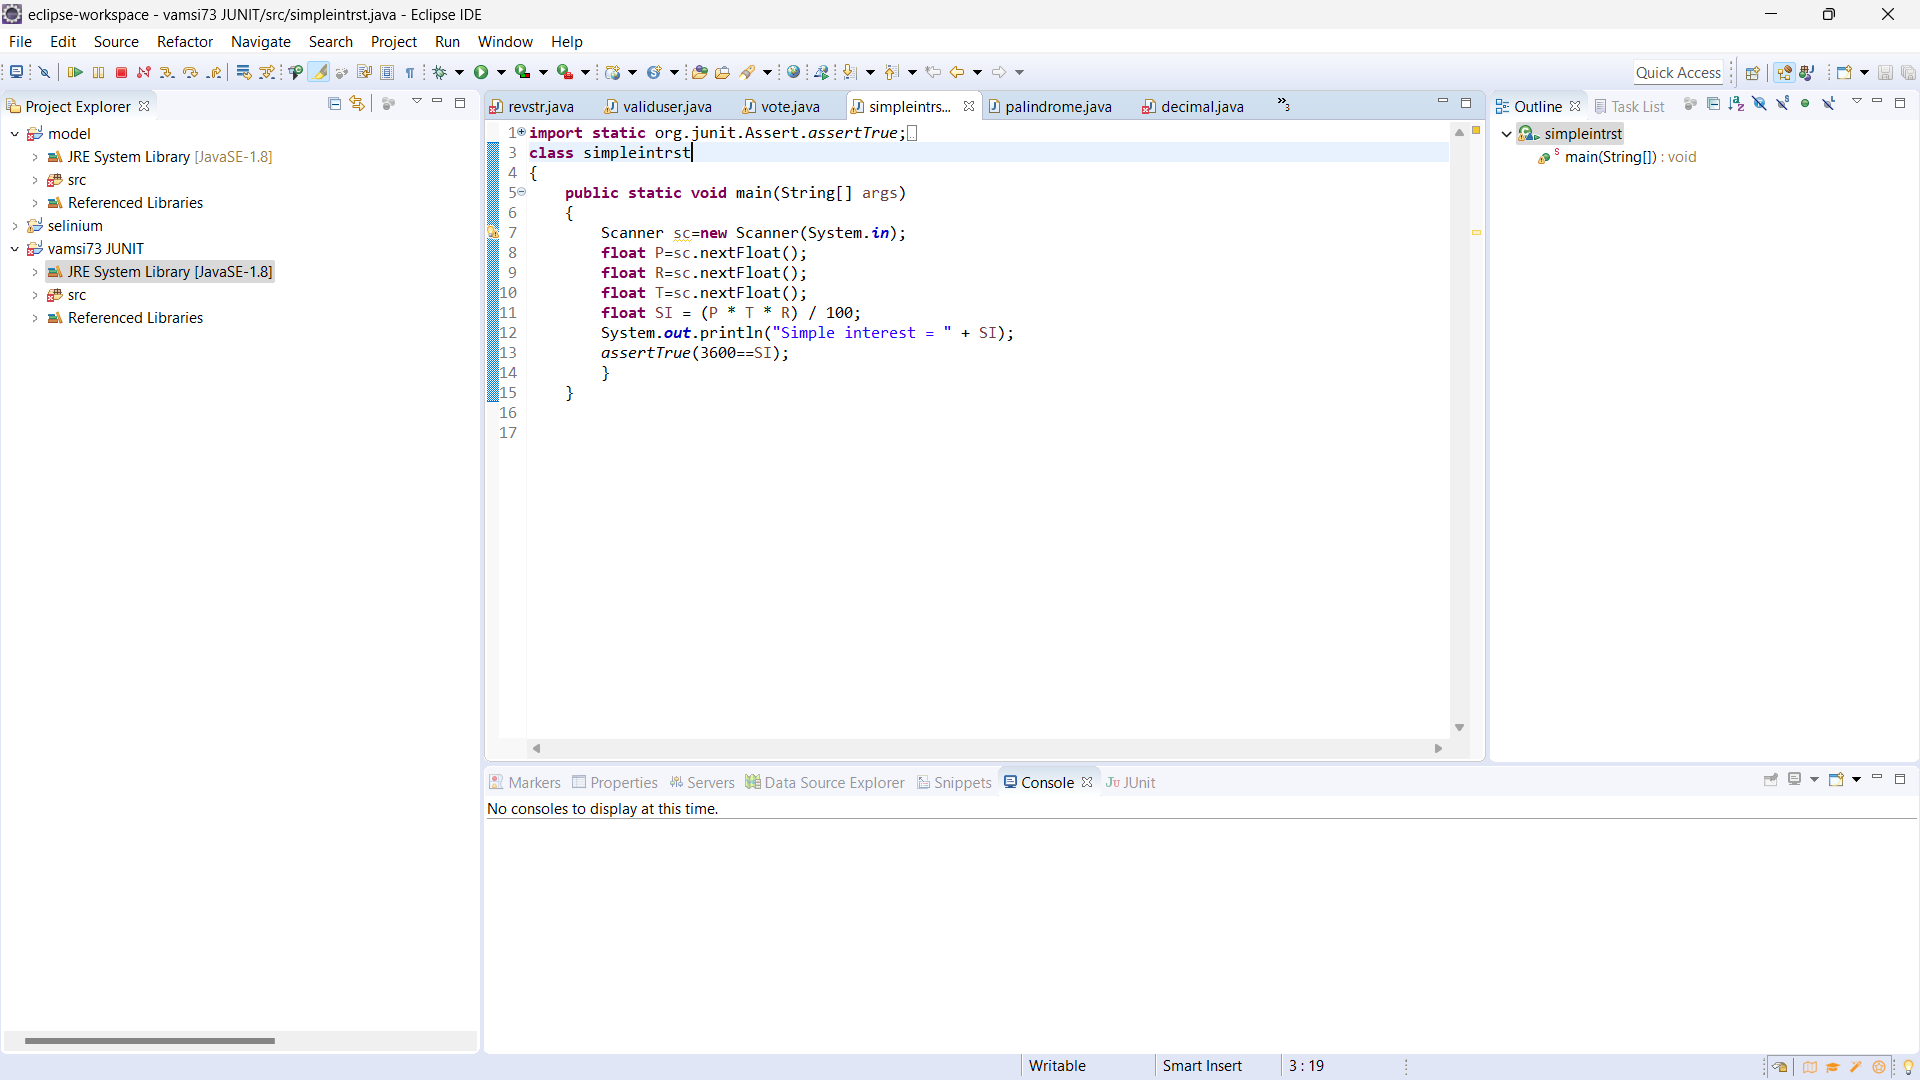 eclipse-workspace - vamsi73 JUNIT/src/simpleintrst.java - Eclipse IDE
File Edit Source Refactor Navigate Search Project Run Window Help
Quick Access
Project Explorer
model
JRE System Library [JavaSE-1.8]
src
Referenced Libraries
selinium
vamsi73 JUNIT
JRE System Library [JavaSE-1.8]
src
Referenced Libraries
revstr.java validuser.java vote.java simpleintrs... palindrome.java decimal.java »3
1 import static org.junit.Assert.assertTrue;
3 class simpleintrst
4 {
5 public static void main(String[] args)
6 {
7 Scanner sc=new Scanner(System.in);
8 float P=sc.nextFloat();
9 float R=sc.nextFloat();
10 float T=sc.nextFloat();
11 float SI = (P * T * R) / 100;
12 System.out.println("Simple interest = " + SI);
13 assertTrue(3600==SI);
14 }
15 }
16
17
Outline Task List
simpleintrst
main(String[]) : void
Markers Properties Servers Data Source Explorer Snippets Console Ju JUnit
No consoles to display at this time.
Writable Smart Insert 3 : 19